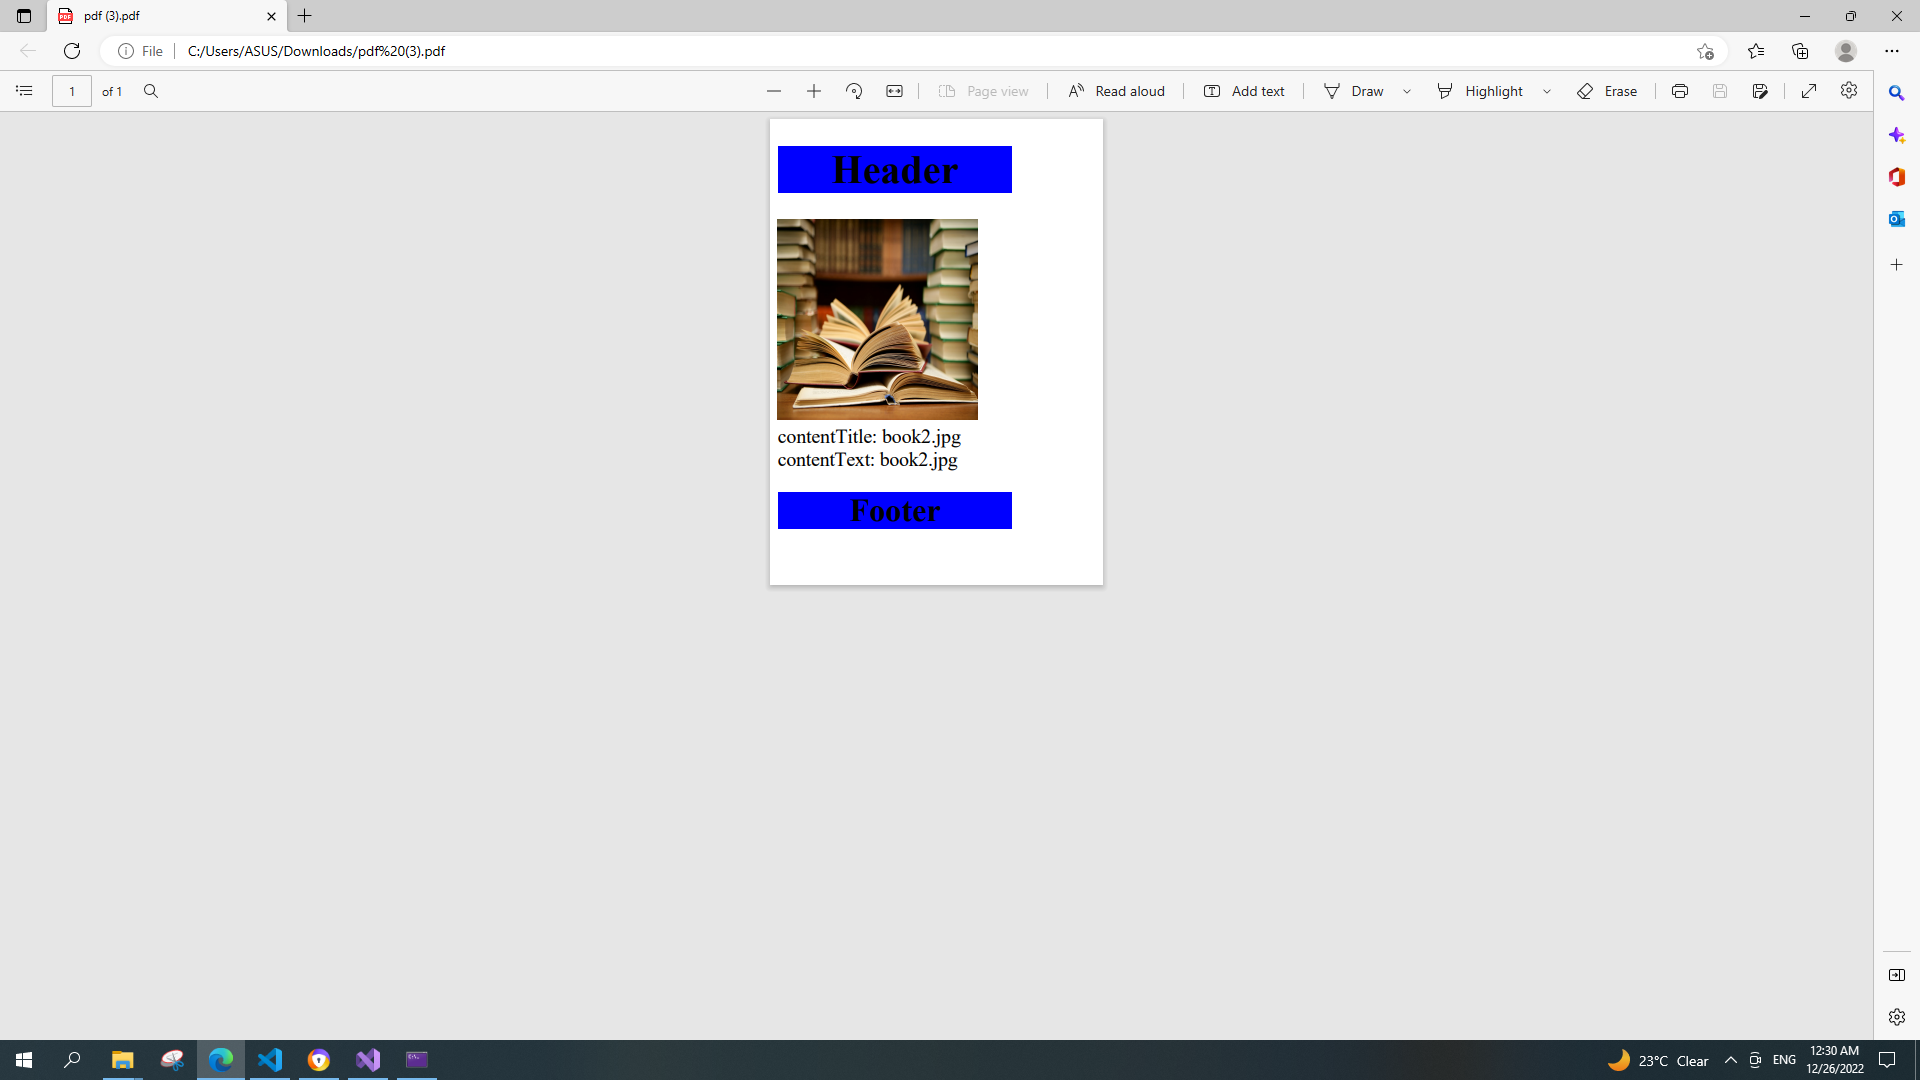 pdf (3).pdf
File
C:/Users/ASUS/Downloads/pdf%20(3).pdf
1 of 1
Page view
Read aloud
Add text
Draw
Highlight
Erase
Header
contentTitle: book2.jpg
contentText: book2.jpg
Footer
23°C Clear
ENG
12:30 AM
12/26/2022